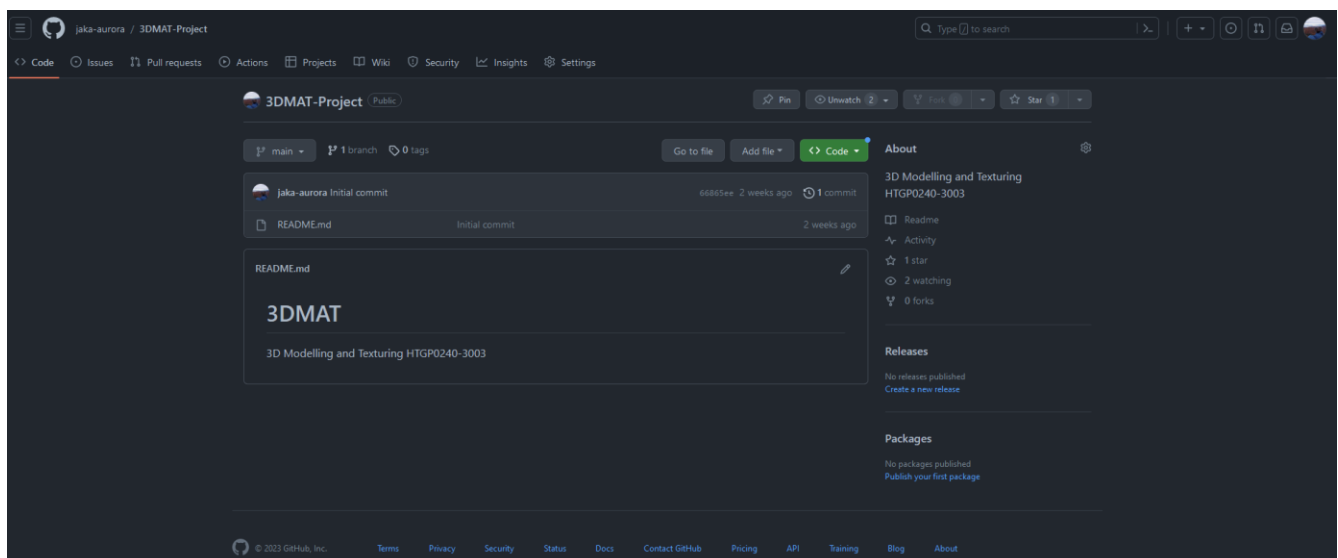 jaka-aurora / 3DMAT-Project
Type / to search
Code Issues Pull requests Actions Projects Wiki Security Insights Settings
3DMAT-Project Public
Pin Unwatch 2 Fork Star 1
main 1 branch 0 tags
Go to file Add file Code
jaka-aurora Initial commit 66865ee 2 weeks ago 1 commit
README.md Initial commit 2 weeks ago
README.md
3DMAT
3D Modelling and Texturing HTGP0240-3003
About
3D Modelling and Texturing
HTGP0240-3003
Readme
Activity
1 star
2 watching
0 forks
Releases
No releases published
Create a new release
Packages
No packages published
Publish your first package
© 2023 GitHub, Inc. Terms Privacy Security Status Docs Contact GitHub Pricing API Training Blog About